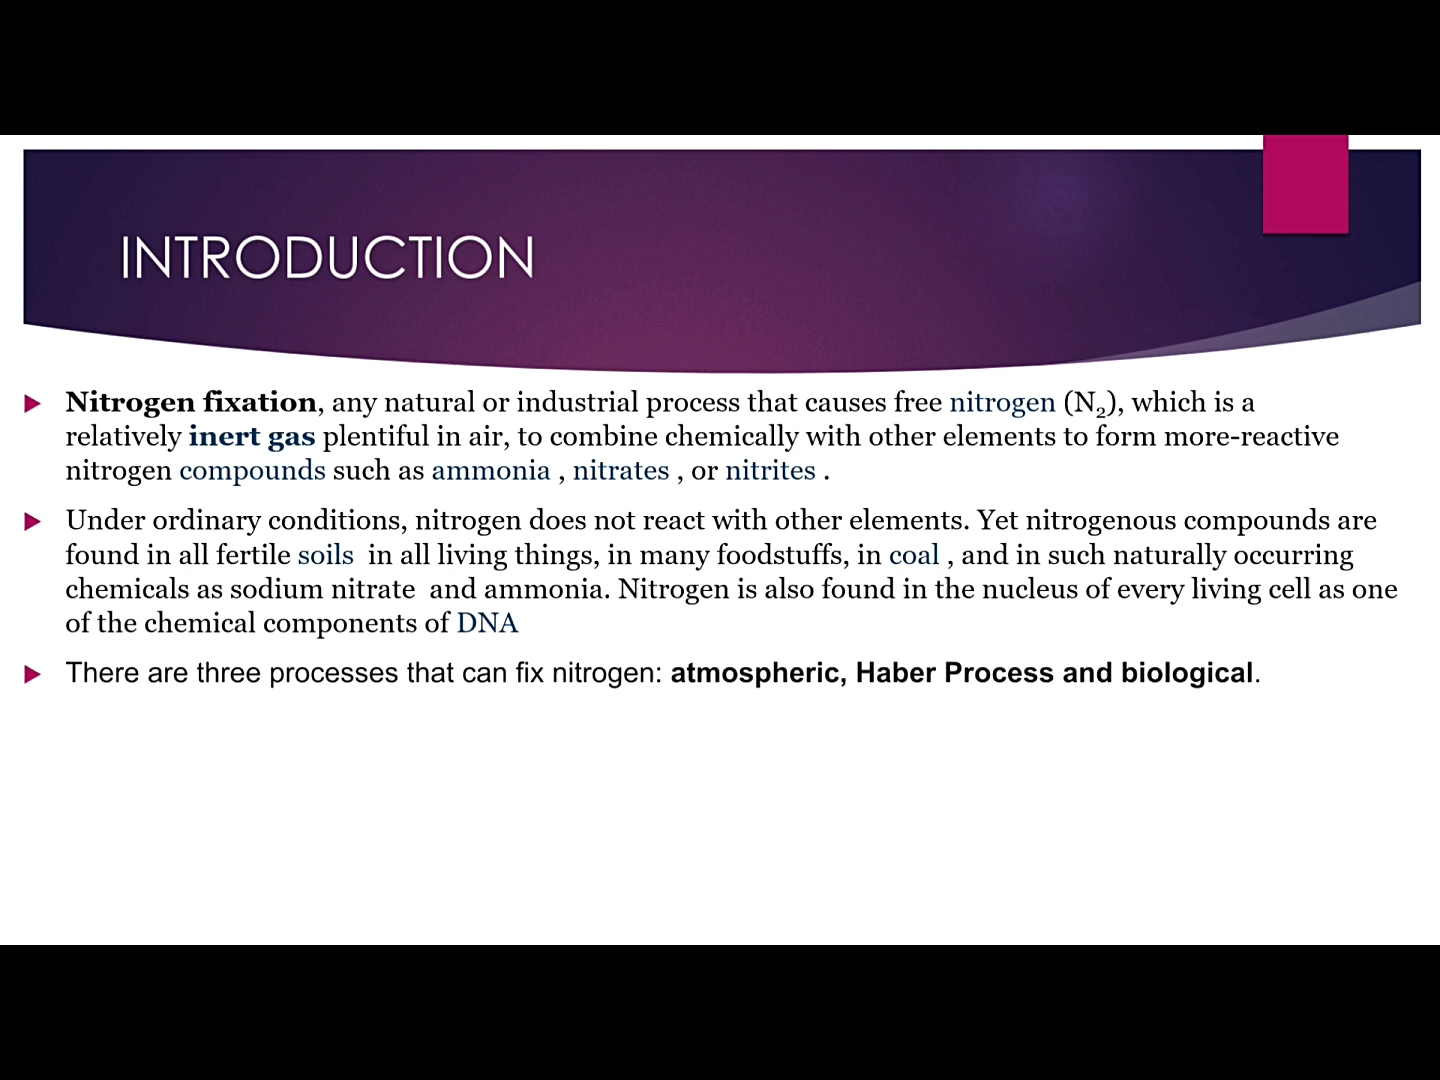 INTRODUCTION
Nitrogen fixation, any natural or industrial process that causes free nitrogen (N₂), which is a
relatively inert gas plentiful in air, to combine chemically with other elements to form more-reactive
nitrogen compounds such as ammonia , nitrates , or nitrites .
Under ordinary conditions, nitrogen does not react with other elements. Yet nitrogenous compounds are
found in all fertile soils  in all living things, in many foodstuffs, in coal , and in such naturally occurring
chemicals as sodium nitrate  and ammonia. Nitrogen is also found in the nucleus of every living cell as one
of the chemical components of DNA
There are three processes that can fix nitrogen: atmospheric, Haber Process and biological.